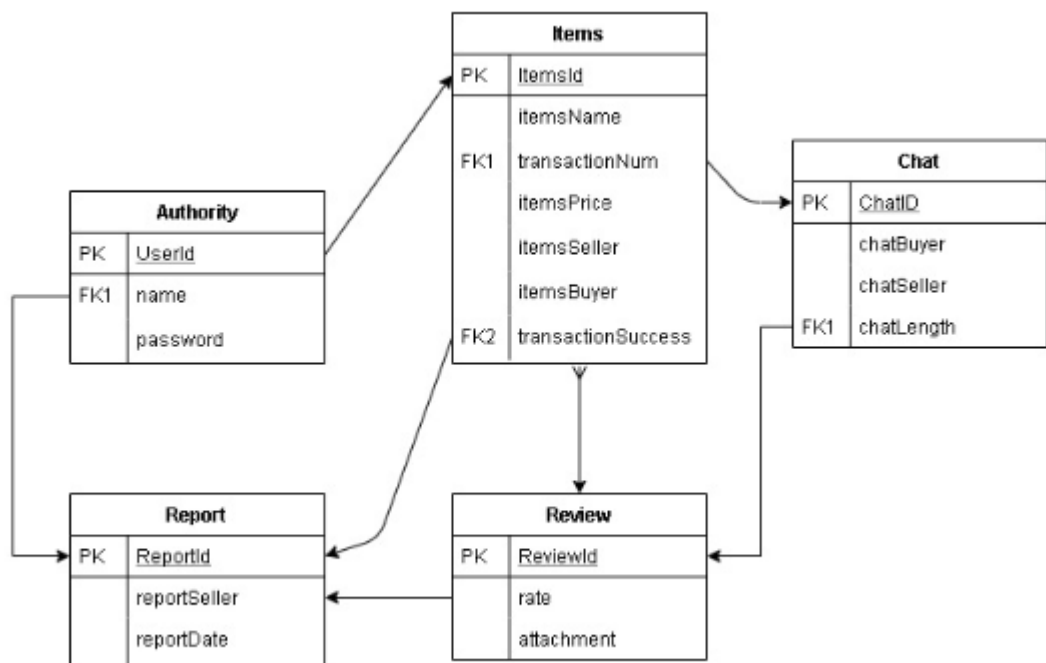 Items
PK ItemsId
itemsName
FK1 transactionNum
itemsPrice
itemsSeller
itemsBuyer
FK2 transactionSuccess
Chat
PK ChatID
chatBuyer
chatSeller
FK1 chatLength
Authority
PK UserId
FK1 name
password
Report
PK ReportId
reportSeller
reportDate
Review
PK ReviewId
rate
attachment